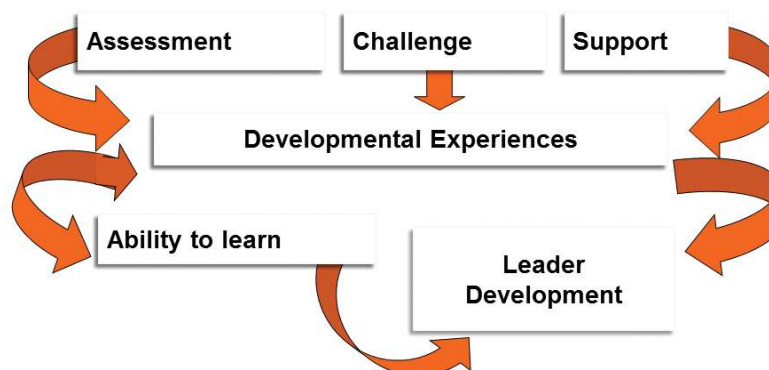 Assessment
Challenge
Support
Developmental Experiences
Ability to learn
Leader
Development